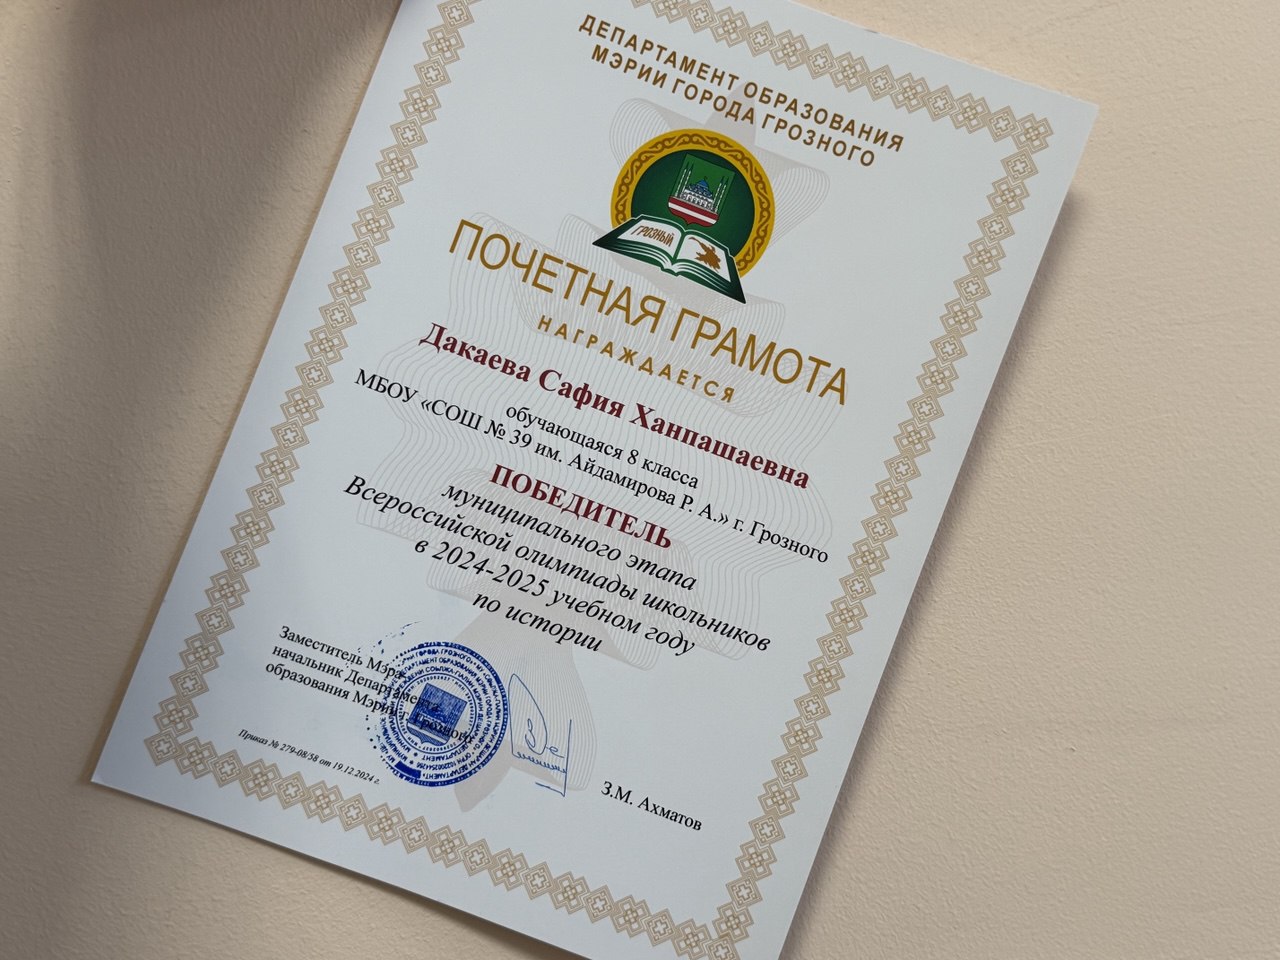 ДЕПАРТАМЕНТ ОБРАЗОВАНИЯ
МЭРИИ ГОРОДА ГРОЗНОГО
ГРОЗНЫЙ
ПОЧЕТНАЯ ГРАМОТА
НАГРАЖДАЕТСЯ
Дакаева Сафия Ханпашаевна
обучающаяся 8 класса
МБОУ «СОШ № 39 им. Айдамирова Р. А.» г. Грозного
ПОБЕДИТЕЛЬ
муниципального этапа
Всероссийской олимпиады школьников
в 2024-2025 учебном году
по истории
Заместитель Мэра-
начальник Департамента
образования Мэрии г. Грозного
Приказ № 279-08/58 от 19.12.2024 г.
З.М. Ахматов